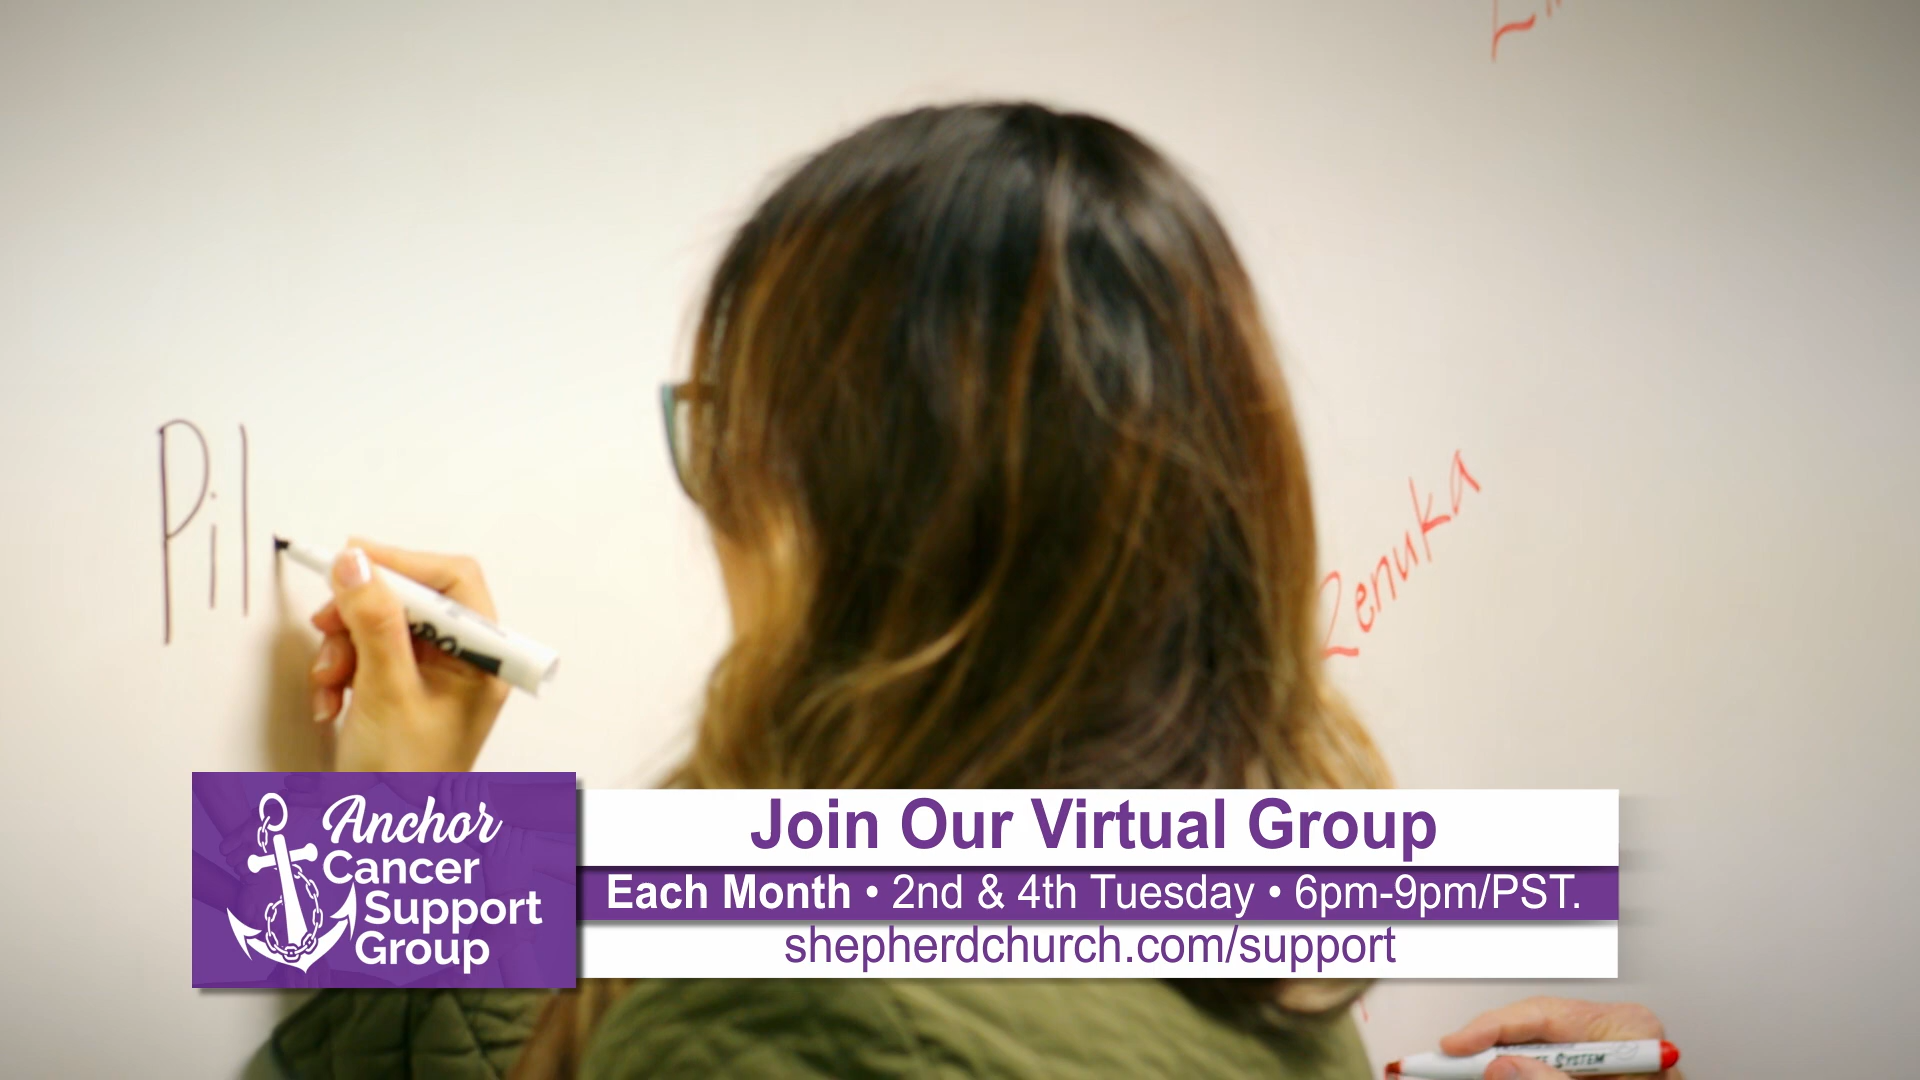 Pil
Renuka
Anchor
Cancer
Support
Group
Join Our Virtual Group
Each Month • 2nd & 4th Tuesday • 6pm-9pm/PST.
shepherdchurch.com/support
SYSTEM